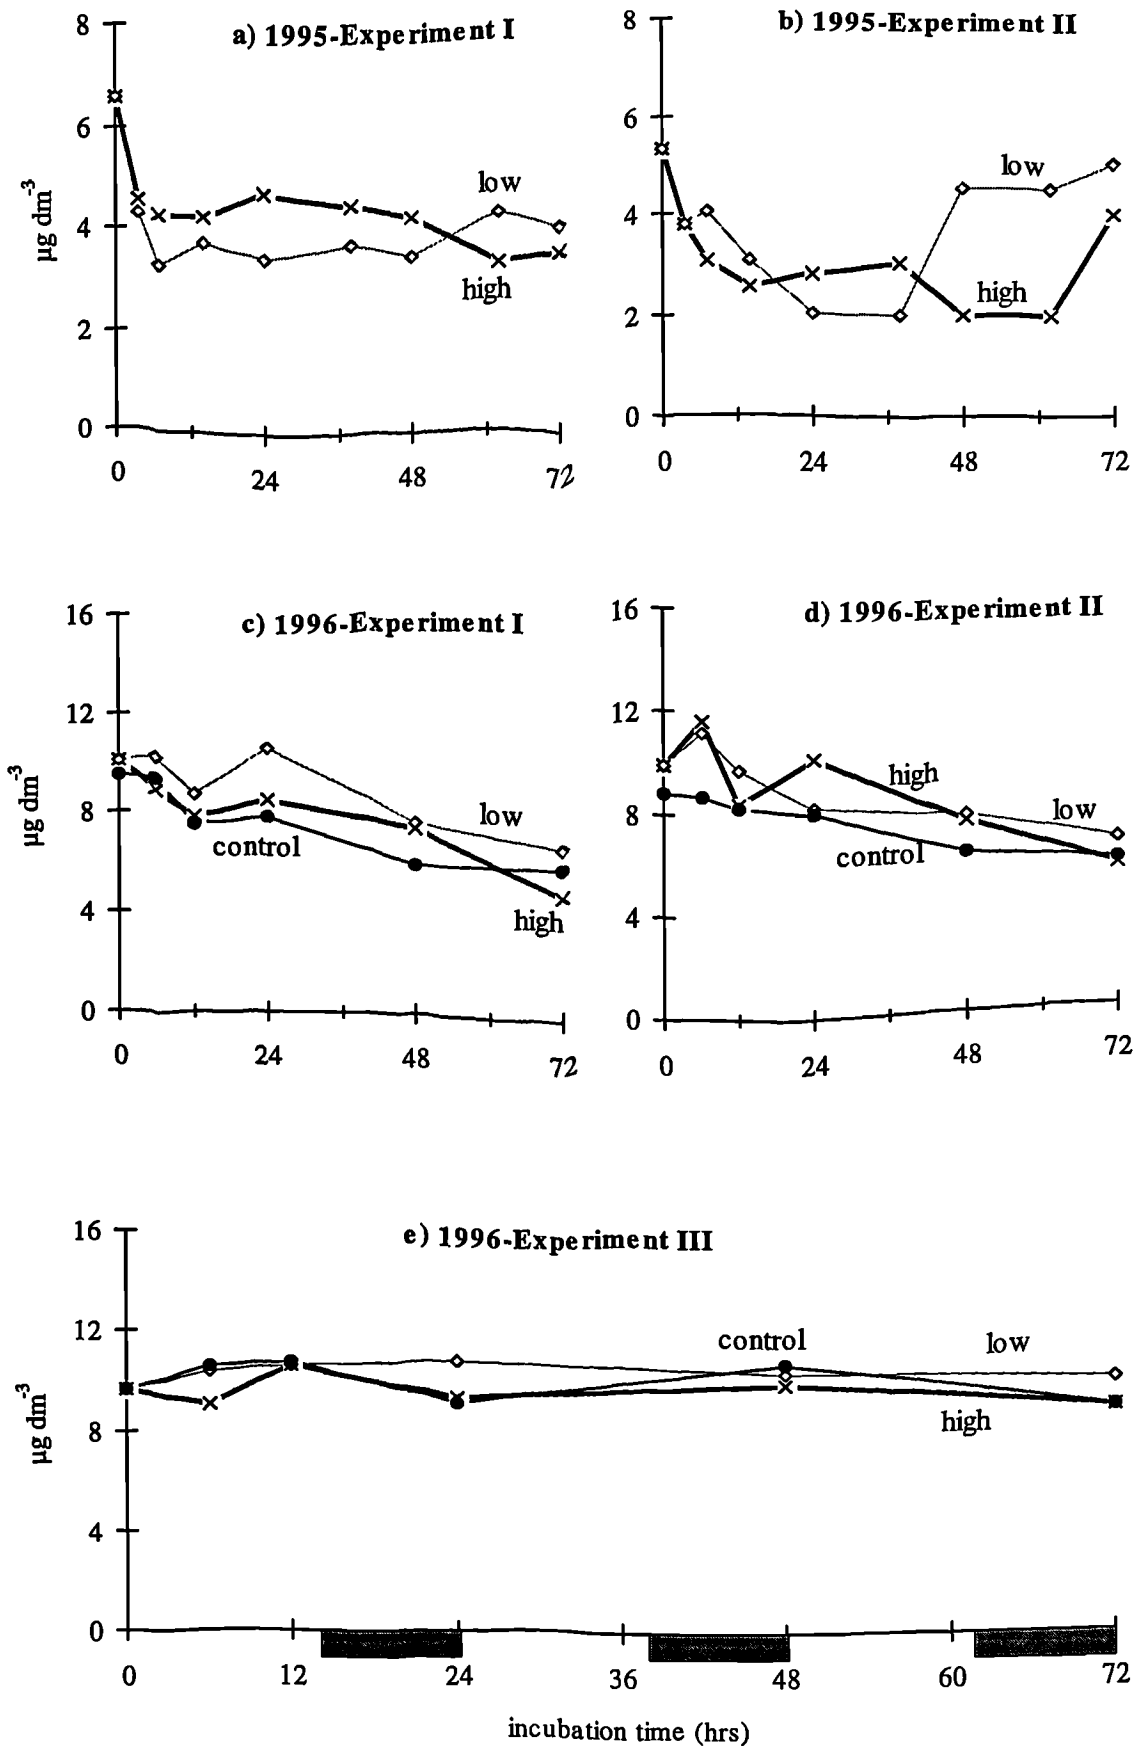 a) 1995-Experiment I
8
6
4
2
0
µg dm-3
low
high
0 24 48 72
b) 1995-Experiment II
8
6
4
2
0
low
high
0 24 48 72
c) 1996-Experiment I
16
12
8
4
0
µg dm-3
low
control
high
0 24 48 72
d) 1996-Experiment II
16
12
8
4
0
high
low
control
0 24 48 72
e) 1996-Experiment III
16
12
8
4
0
µg dm-3
control
low
high
0 12 24 36 48 60 72
incubation time (hrs)